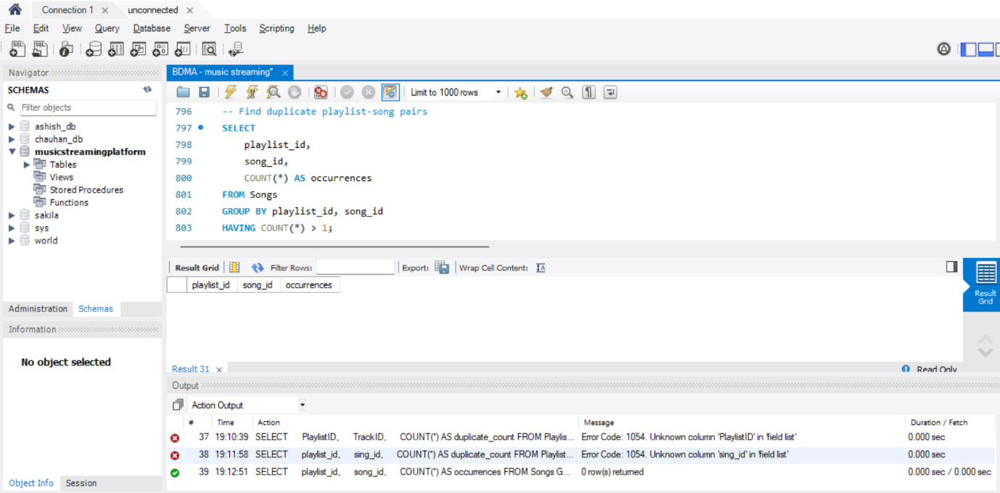 Connection 1 × unconnected ×
File Edit View Query Database Server Tools Scripting Help
Navigator
SCHEMAS
Filter objects
ashish_db
chauhan_db
musicstreamingplatform
Tables
Views
Stored Procedures
Functions
sakila
sys
world
Administration Schemas
Information
No object selected
Object Info Session
BDMA - music streaming* ×
Limit to 1000 rows
796 -- Find duplicate playlist-song pairs
797 SELECT
798 playlist_id,
799 song_id,
800 COUNT(*) AS occurrences
801 FROM Songs
802 GROUP BY playlist_id, song_id
803 HAVING COUNT(*) > 1;
Result Grid Filter Rows: Export: Wrap Cell Content: IA
playlist_id song_id occurrences
Result
Grid
Result 31 × Read Only
Output
Action Output
# Time Action Message Duration / Fetch
37 19:10:39 SELECT PlaylistID, TrackID, COUNT(*) AS duplicate_count FROM Playlis... Error Code: 1054. Unknown column 'PlaylistID' in 'field list' 0.000 sec
38 19:11:58 SELECT playlist_id, sing_id, COUNT(*) AS duplicate_count FROM Playlist... Error Code: 1054. Unknown column 'sing_id' in 'field list' 0.000 sec
39 19:12:51 SELECT playlist_id, song_id, COUNT(*) AS occurrences FROM Songs G... 0 row(s) returned 0.000 sec / 0.000 sec